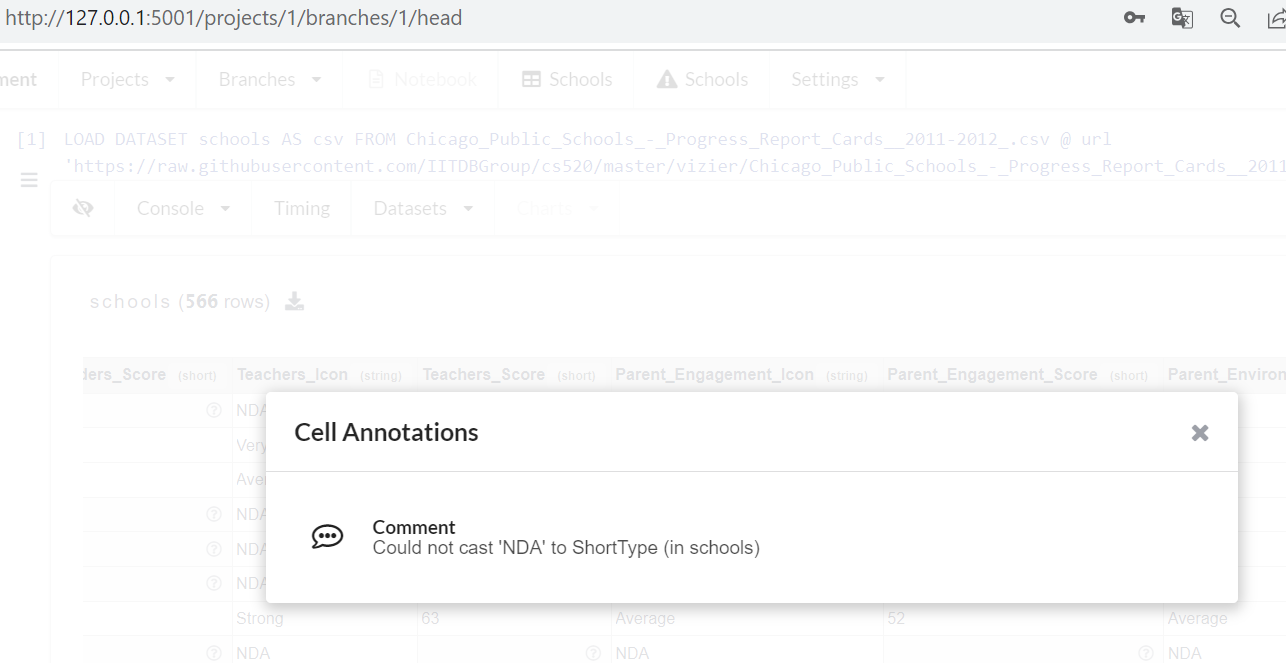 http://127.0.0.1:5001/projects/1/branches/1/head
ment Projects Branches Notebook Schools Schools Settings
[1] LOAD DATASET schools AS csv FROM Chicago_Public_Schools_-_Progress_Report_Cards__2011-2012_.csv @ url
'https://raw.githubusercontent.com/IITDBGroup/cs520/master/vizier/Chicago_Public_Schools_-_Progress_Report_Cards__2011
Console Timing Datasets Charts
schools (566 rows)
ders_Score (short) Teachers_Icon (string) Teachers_Score (short) Parent_Engagement_Icon (string) Parent_Engagement_Score (short) Parent_Environ
NDA
Very
Aver
NDA
NDA
NDA
Cell Annotations
Comment
Could not cast 'NDA' to ShortType (in schools)
Strong 63 Average 52 Average
NDA NDA NDA